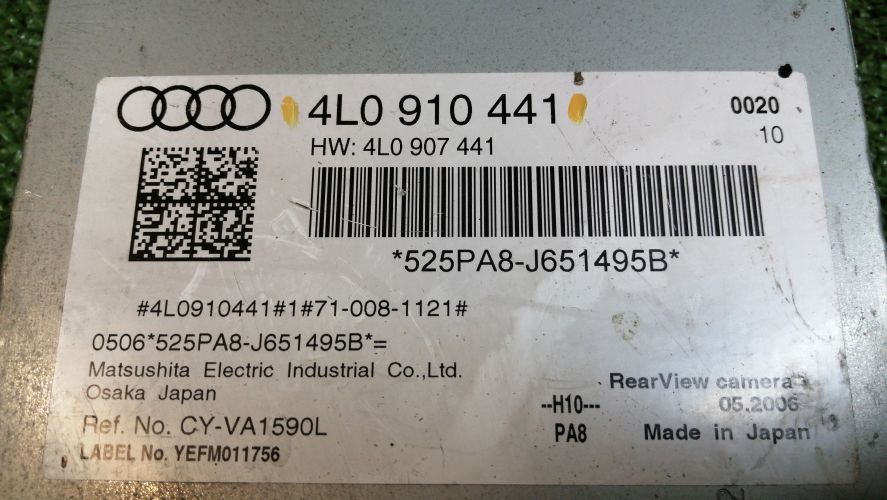 4L0 910 441
0020
HW: 4L0 907 441
10
*525PA8-J651495B*
#4L0910441#1#71-008-1121#
0506*525PA8-J651495B*=
Matsushita Electric Industrial Co.,Ltd.
Osaka Japan
RearView camera
--H10---
05.2006
Ref. No. CY-VA1590L
PA8
Made in Japan
LABEL No. YEFM011756